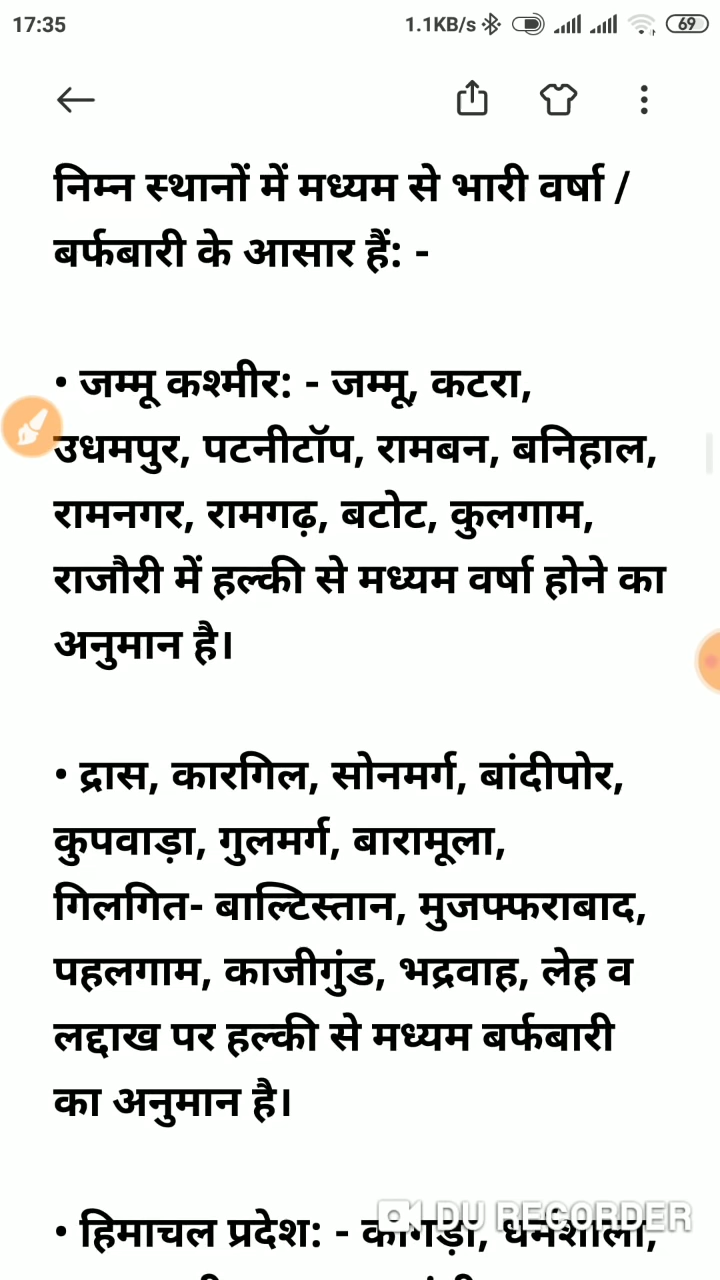 17:35
1.1KB/s
69
निम्न स्थानों में मध्यम से भारी वर्षा /
बर्फबारी के आसार हैं: -
• जम्मू कश्मीर: - जम्मू, कटरा,
उधमपुर, पटनीटॉप, रामबन, बनिहाल,
रामनगर, रामगढ़, बटोट, कुलगाम,
राजौरी में हल्की से मध्यम वर्षा होने का
अनुमान है।
• द्रास, कारगिल, सोनमर्ग, बांदीपोर,
कुपवाड़ा, गुलमर्ग, बारामूला,
गिलगित- बाल्टिस्तान, मुजफ्फराबाद,
पहलगाम, काजीगुंड, भद्रवाह, लेह व
लद्दाख पर हल्की से मध्यम बर्फबारी
का अनुमान है।
• हिमाचल प्रदेश: - कांगड़ा, धर्मशाला,
DU RECORDER